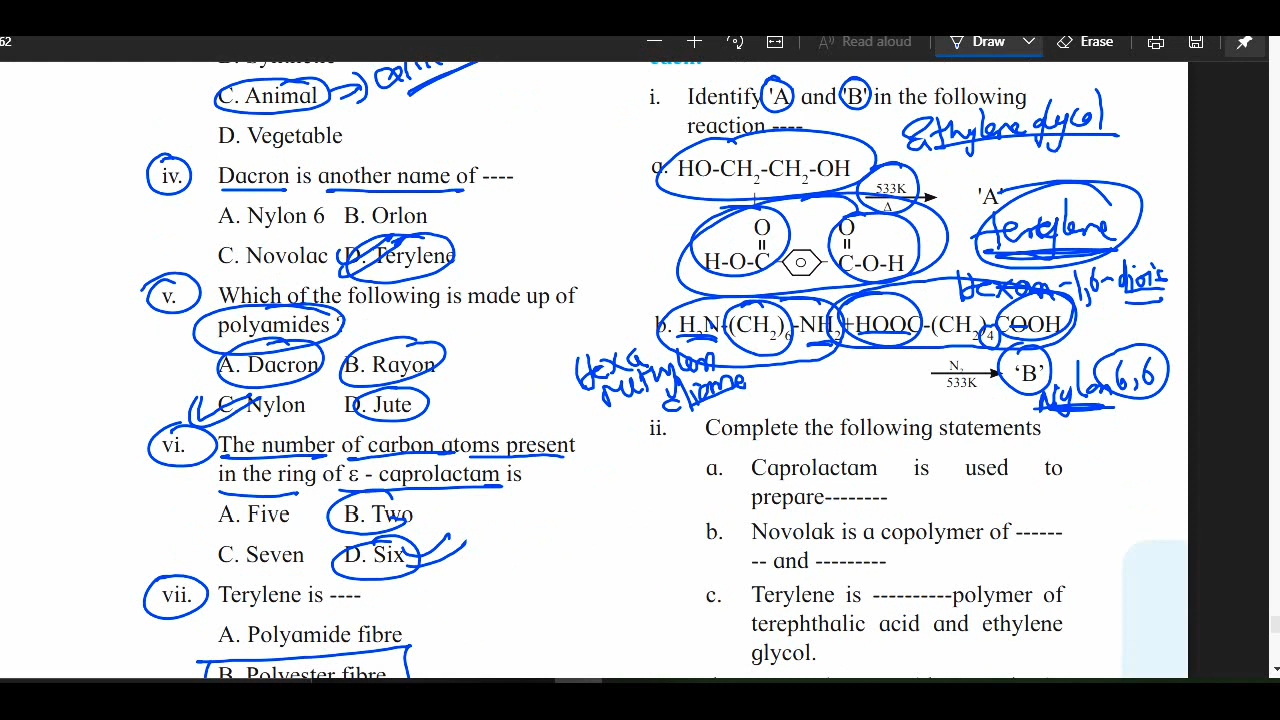 62
Read aloud
Draw
Erase
C. Animal
D. Vegetable
iv. Dacron is another name of ----
A. Nylon 6 B. Orlon
C. Novolac D. Terylene
v. Which of the following is made up of
polyamides ?
A. Dacron B. Rayon
C. Nylon D. Jute
vi. The number of carbon atoms present
in the ring of ε - caprolactam is
A. Five B. Two
C. Seven D. Six
vii. Terylene is ----
A. Polyamide fibre
B. Polyester fibre
i. Identify 'A' and 'B' in the following
reaction ----
Ethylene glycol
a. HO-CH₂-CH₂-OH
+
533K
Δ
'A'
terylene
O O
H-O-C C-O-H
Hexan-1,6-dioic
b. H₂N-(CH₂)₆-NH₂+HOOC-(CH₂)₄-COOH
Hexa
N₂
533K
'B'
Nylon 6,6
ii. Complete the following statements
a. Caprolactam is used to
prepare--------
b. Novolak is a copolymer of ------
-- and ---------
c. Terylene is ----------polymer of
terephthalic acid and ethylene
glycol.